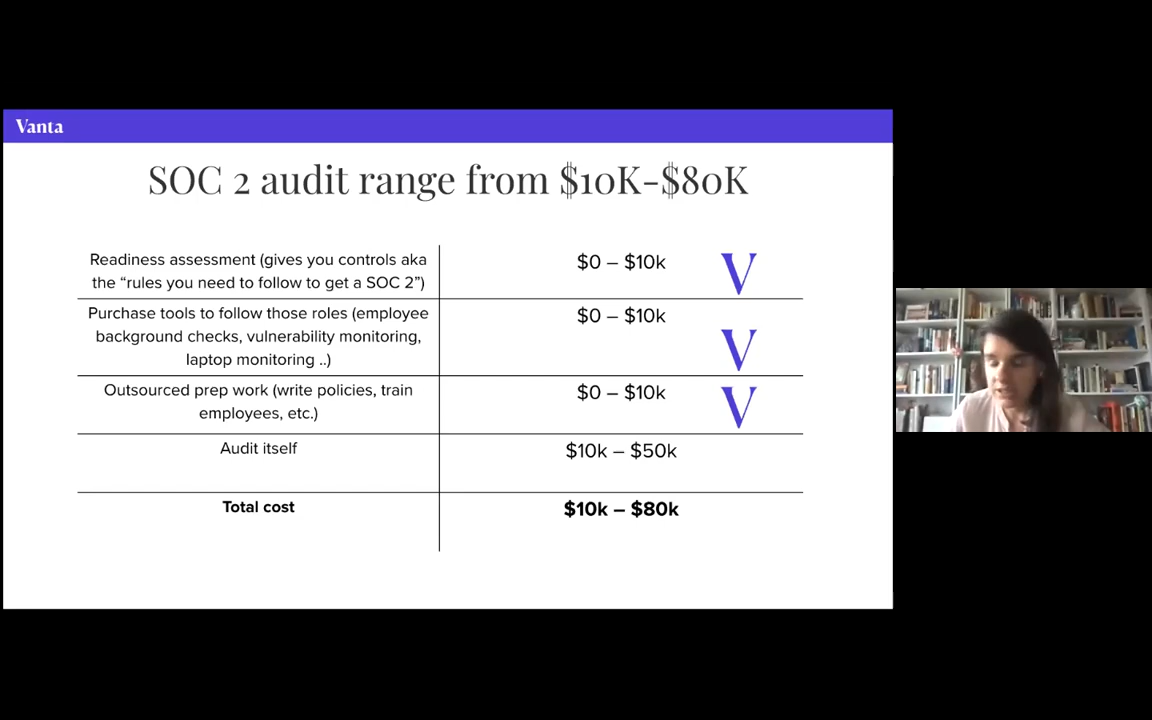 Vanta
SOC 2 audit range from $10K-$80K
Readiness assessment (gives you controls aka
the “rules you need to follow to get a SOC 2”)
$0 – $10k
V
Purchase tools to follow those roles (employee
background checks, vulnerability monitoring,
laptop monitoring ..)
$0 – $10k
V
Outsourced prep work (write policies, train
employees, etc.)
$0 – $10k
V
Audit itself
$10k – $50k
Total cost
$10k – $80k